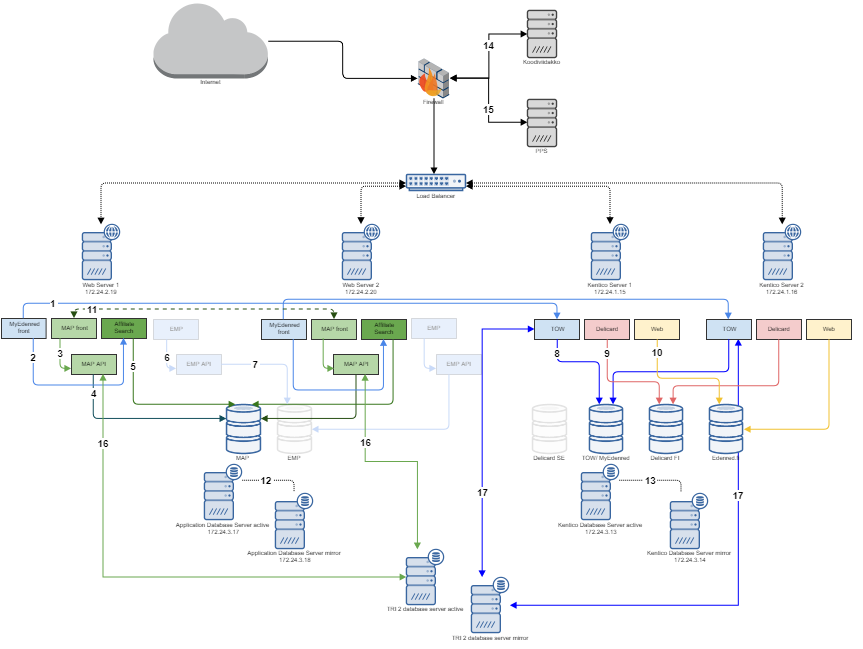 14
Koodiviidakko
Internet
Firewall
15
PPS
Load Balancer
Web Server 1
172.24.2.19
Web Server 2
172.24.2.20
Kentico Server 1
172.24.1.15
Kentico Server 2
172.24.1.16
1
11
MyEdenred
front
MAP front
Affiliate
Search
EMP
MyEdenred
front
MAP front
Affiliate
Search
EMP
TOW
Delicard
Web
TOW
Delicard
Web
2
3
6
8
9
10
MAP API
5
EMP API
7
MAP API
EMP API
4
16
MAP
EMP
16
Delicard SE
TOW/ MyEdenred
Delicard FI
Edenred.fi
12
13
17
17
Application Database Server active
172.24.3.17
Application Database Server mirror
172.24.3.18
Kentico Database Server active
172.24.3.13
Kentico Database Server mirror
172.24.3.14
TRI 2 database server active
TRI 2 database server mirror